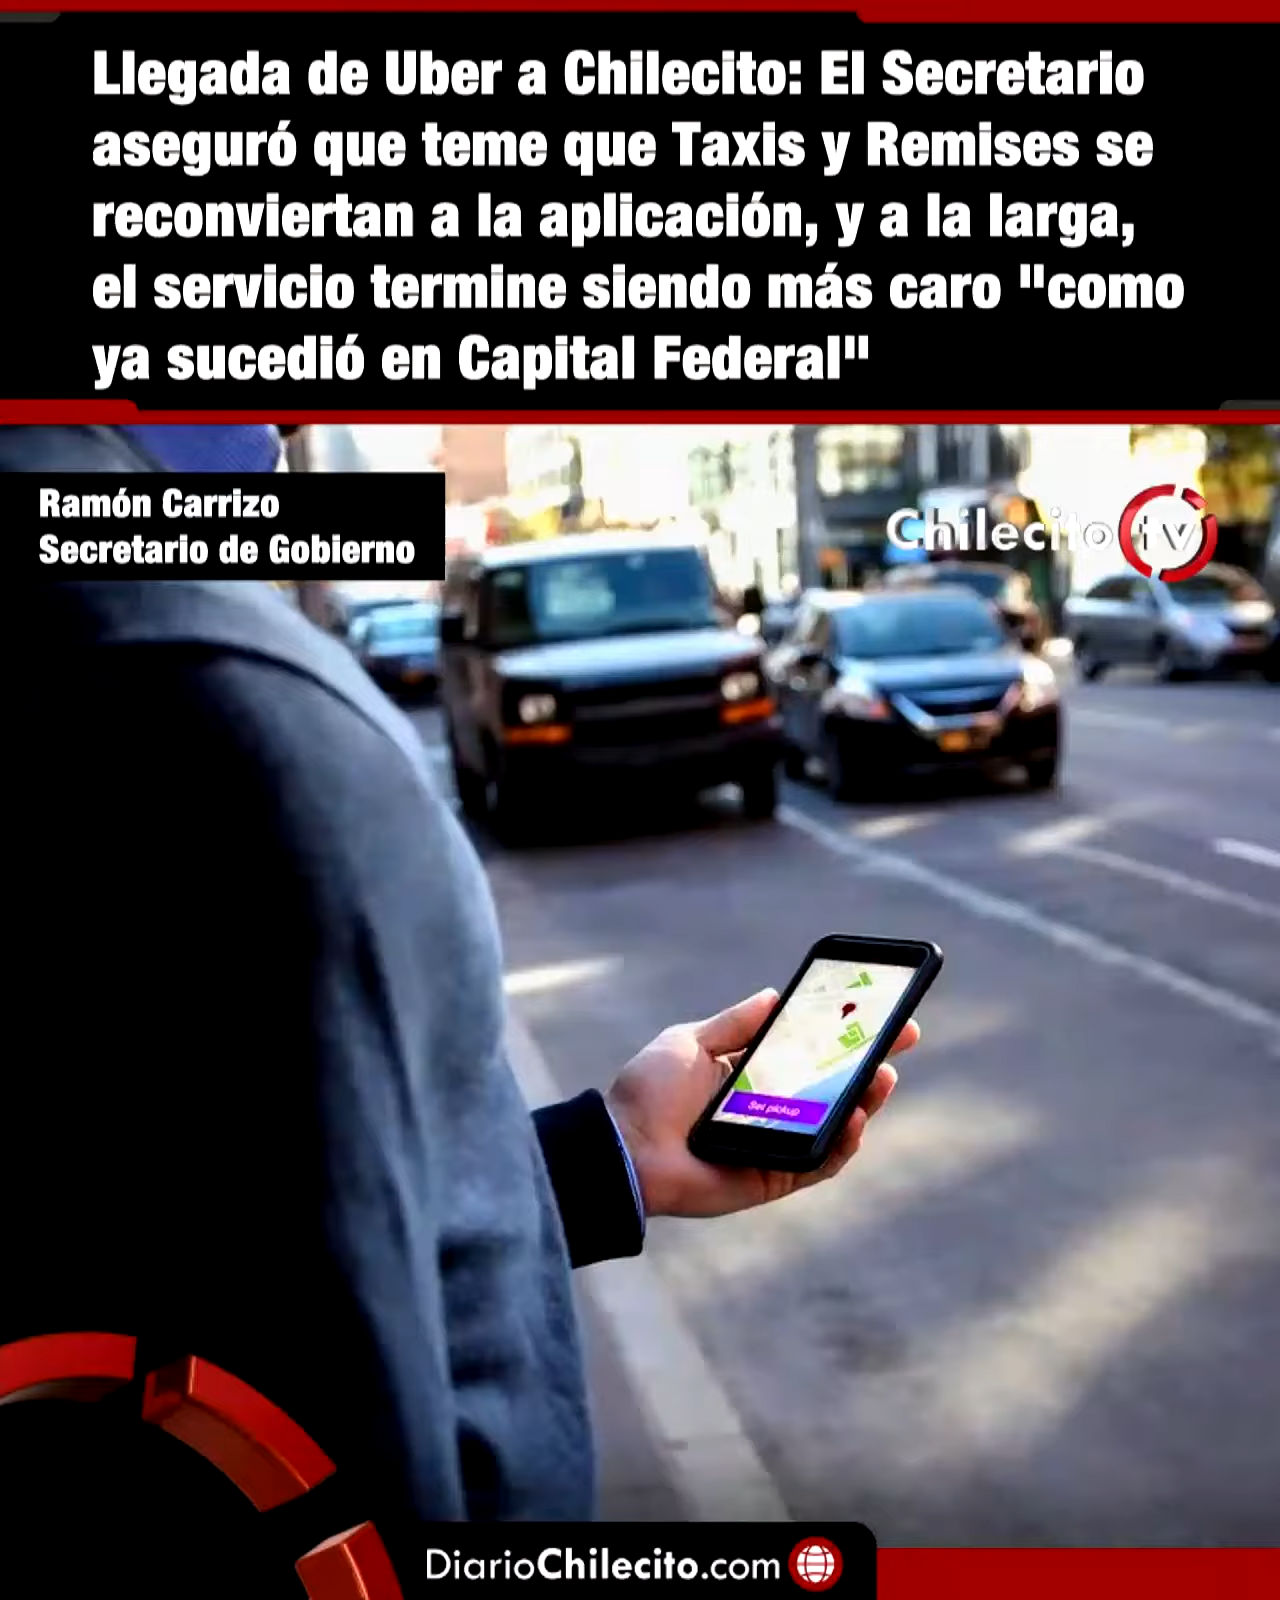 Llegada de Uber a Chilecito: El Secretario
aseguró que teme que Taxis y Remises se
reconviertan a la aplicación, y a la larga,
el servicio termine siendo más caro "como
ya sucedió en Capital Federal"
Ramón Carrizo
Secretario de Gobierno
Chilecito tv
Set pickup
DiarioChilecito.com